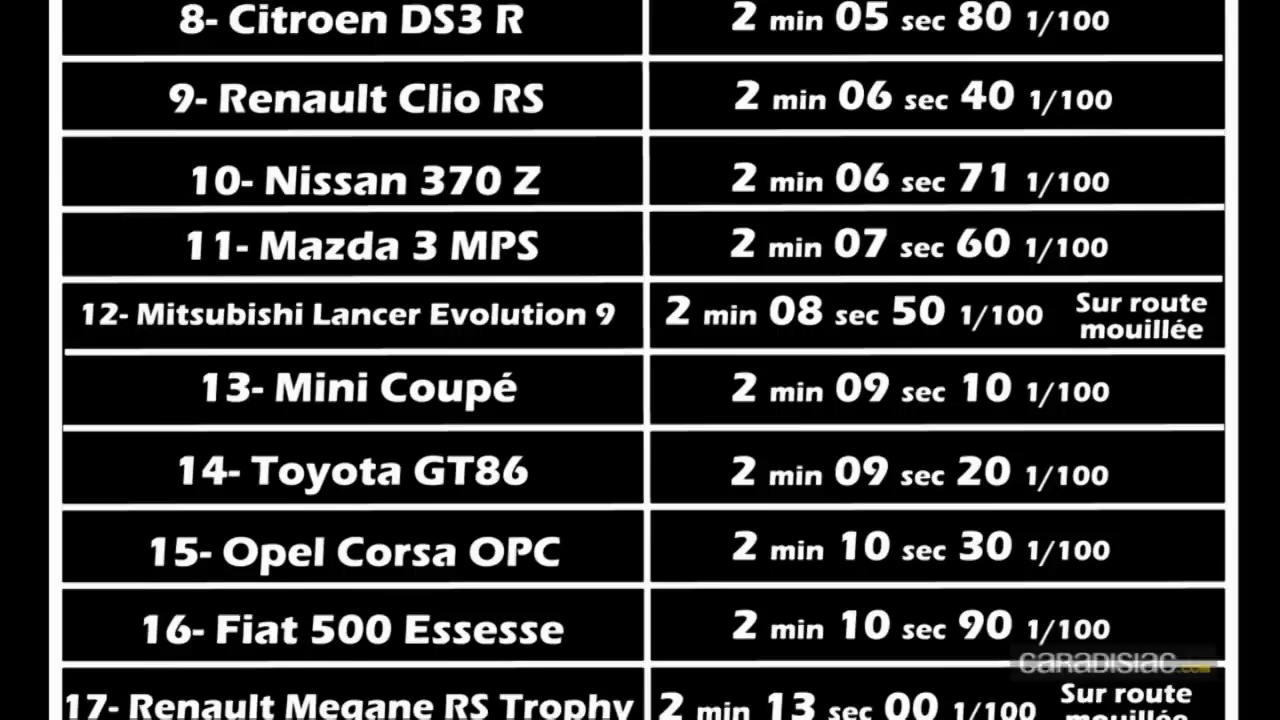 8- Citroen DS3 R 2 min 05 sec 80 1/100
9- Renault Clio RS 2 min 06 sec 40 1/100
10- Nissan 370 Z 2 min 06 sec 71 1/100
11- Mazda 3 MPS 2 min 07 sec 60 1/100
12- Mitsubishi Lancer Evolution 9 2 min 08 sec 50 1/100 Sur route
mouillée
13- Mini Coupé 2 min 09 sec 10 1/100
14- Toyota GT86 2 min 09 sec 20 1/100
15- Opel Corsa OPC 2 min 10 sec 30 1/100
16- Fiat 500 Essesse 2 min 10 sec 90 1/100
CARADISIAC.com
17- Renault Megane RS Trophy 2 min 13 sec 00 1/100 Sur route
mouillée